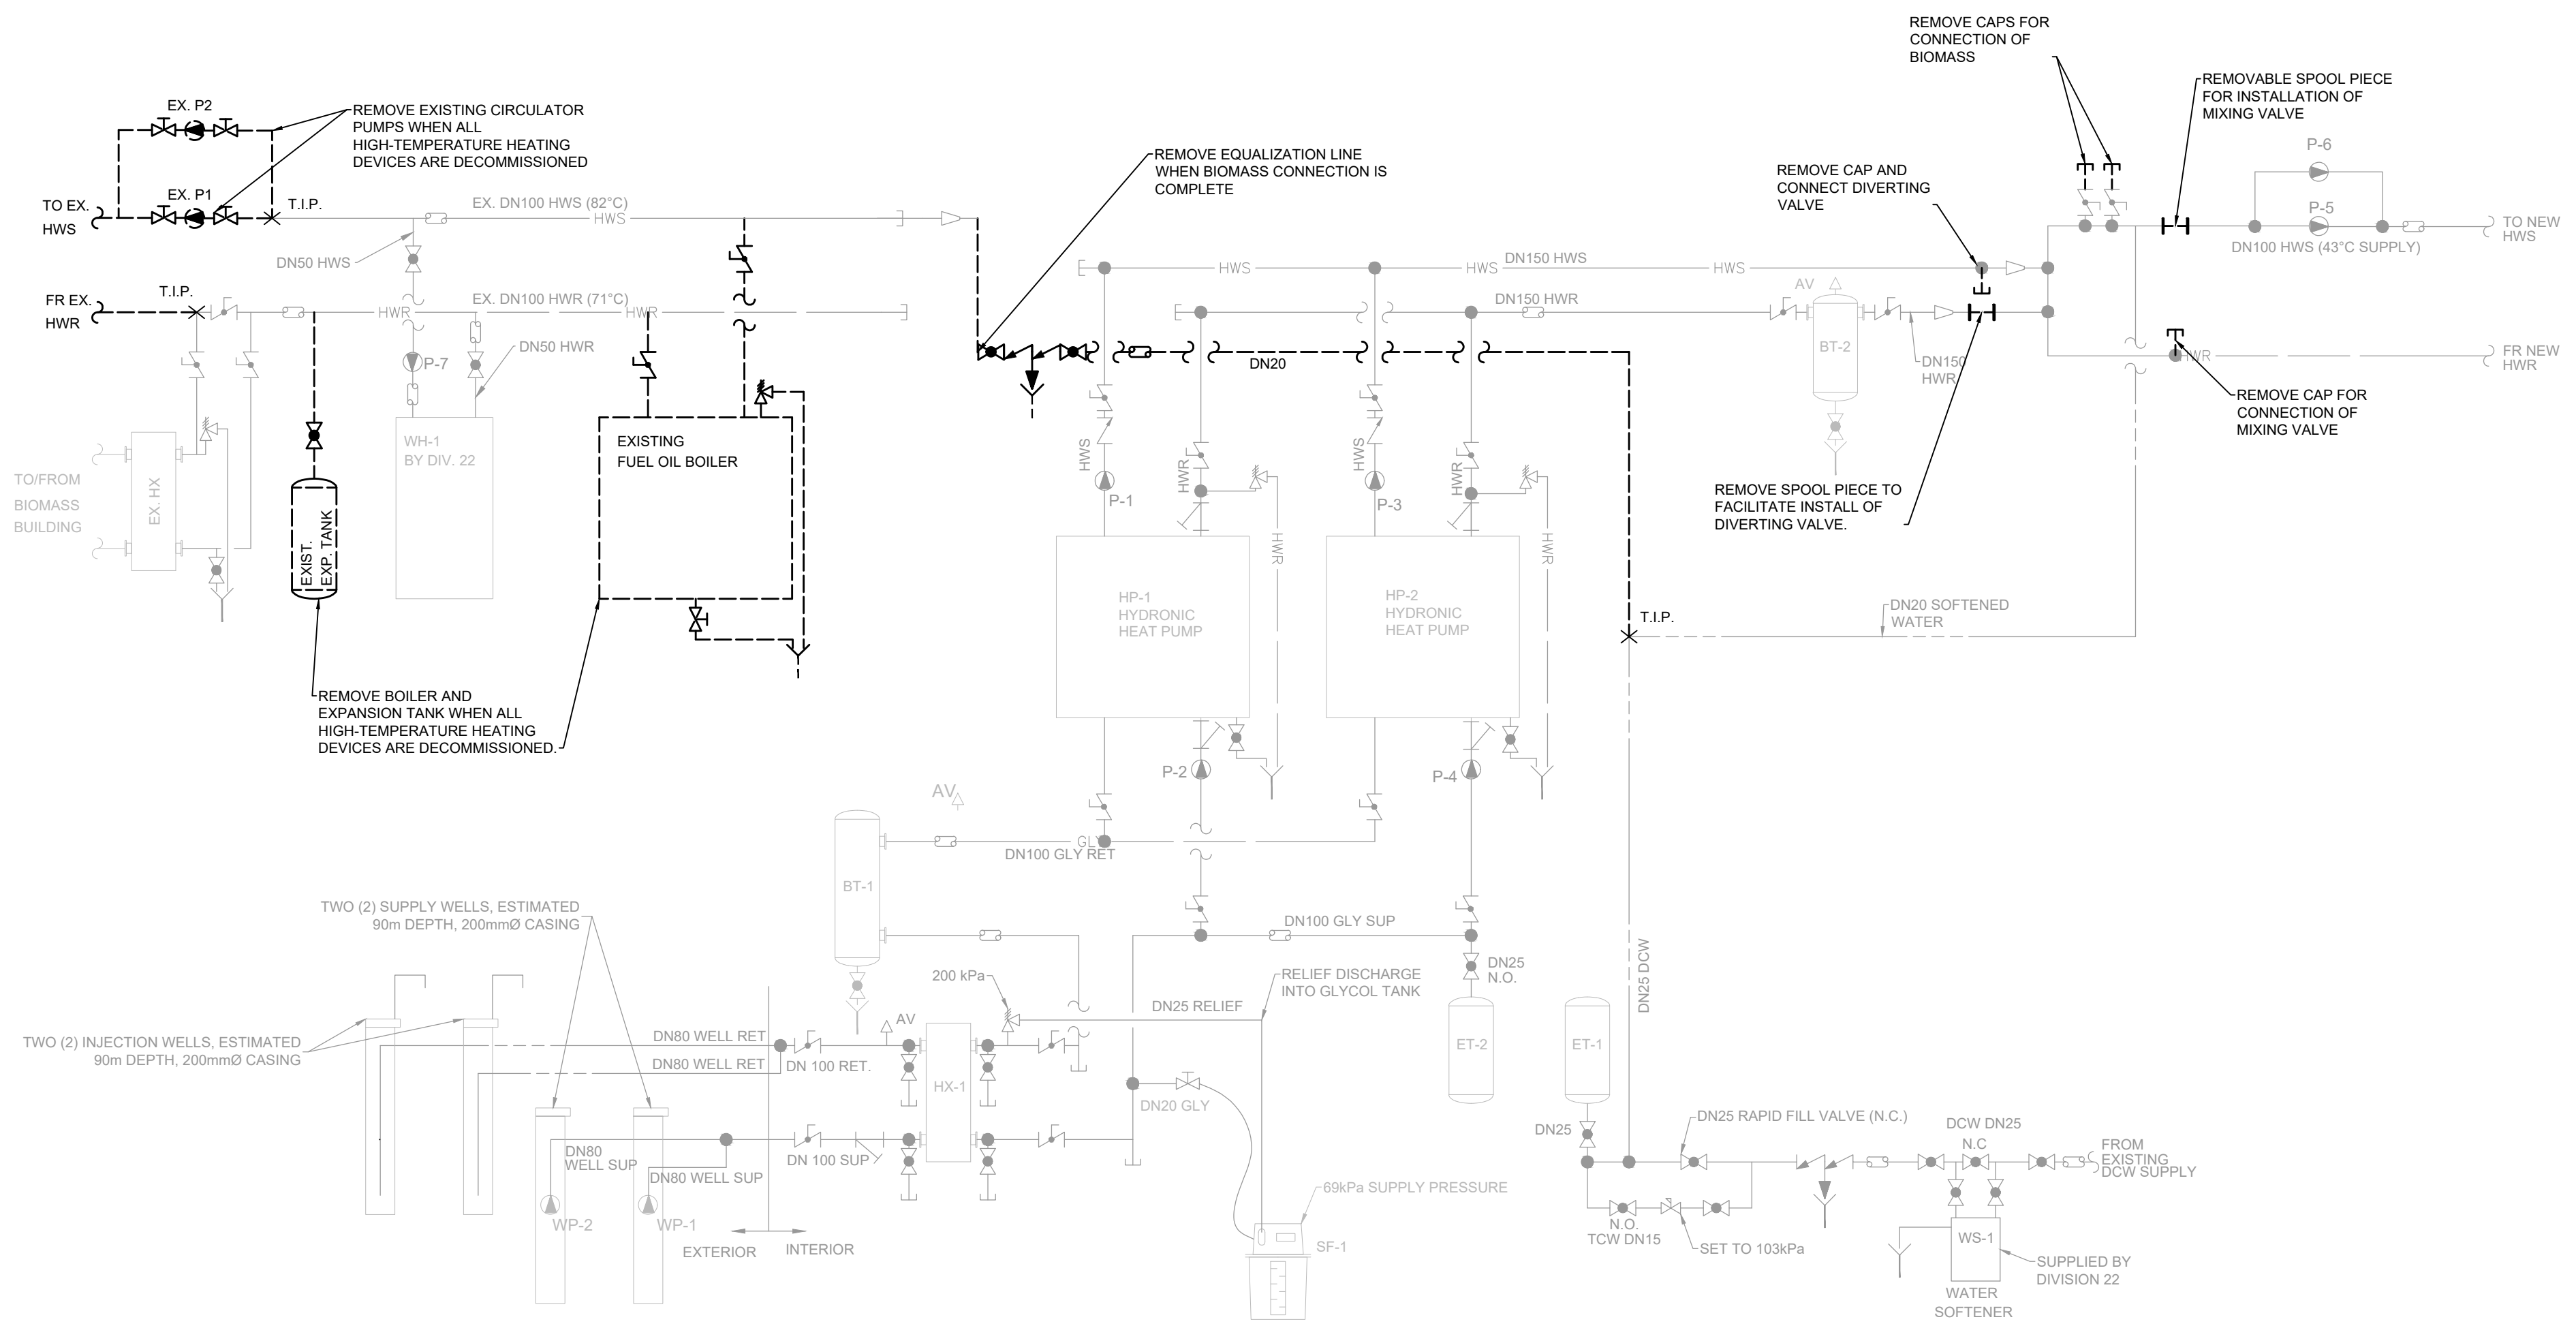 REMOVE CAPS FOR
CONNECTION OF
BIOMASS
REMOVABLE SPOOL PIECE
FOR INSTALLATION OF
MIXING VALVE
EX. P2
REMOVE EXISTING CIRCULATOR
PUMPS WHEN ALL
HIGH-TEMPERATURE HEATING
DEVICES ARE DECOMMISSIONED
P-6
REMOVE EQUALIZATION LINE
WHEN BIOMASS CONNECTION IS
COMPLETE
REMOVE CAP AND
CONNECT DIVERTING
VALVE
EX. P1
TO EX.
HWS
T.I.P.
EX. DN100 HWS (82°C)
HWS
P-5
TO NEW
HWS
DN100 HWS (43°C SUPPLY)
DN50 HWS
HWS
HWS
DN150 HWS
HWS
FR EX.
HWR
T.I.P.
EX. DN100 HWR (71°C)
HWR
HWR
DN150 HWR
AV
BT-2
DN150
HWR
HWR
FR NEW
HWR
P-7
DN50 HWR
DN20
REMOVE CAP FOR
CONNECTION OF
MIXING VALVE
WH-1
BY DIV. 22
EXISTING
FUEL OIL BOILER
TO/FROM
BIOMASS
BUILDING
EX. HX
EXIST.
EXP. TANK
HWS
HWR
HWS
HWR
P-1
P-3
REMOVE SPOOL PIECE TO
FACILITATE INSTALL OF
DIVERTING VALVE.
HWR
HWR
HP-1
HYDRONIC
HEAT PUMP
HP-2
HYDRONIC
HEAT PUMP
T.I.P.
DN20 SOFTENED
WATER
REMOVE BOILER AND
EXPANSION TANK WHEN ALL
HIGH-TEMPERATURE HEATING
DEVICES ARE DECOMMISSIONED.
P-2
P-4
AV
GLY
DN100 GLY RET
BT-1
TWO (2) SUPPLY WELLS, ESTIMATED
90m DEPTH, 200mmØ CASING
DN100 GLY SUP
DN25
N.O.
DN25 DCW
200 kPa
RELIEF DISCHARGE
INTO GLYCOL TANK
DN25 RELIEF
TWO (2) INJECTION WELLS, ESTIMATED
90m DEPTH, 200mmØ CASING
DN80 WELL RET
DN80 WELL RET
AV
DN 100 RET.
HX-1
ET-2
ET-1
DN20 GLY
DN25
DN25 RAPID FILL VALVE (N.C.)
DCW DN25
N.C
FROM
EXISTING
DCW SUPPLY
DN80
WELL SUP
DN80 WELL SUP
DN 100 SUP
69kPa SUPPLY PRESSURE
WP-2
WP-1
EXTERIOR
INTERIOR
SF-1
N.O.
TCW DN15
SET TO 103kPa
WS-1
SUPPLIED BY
DIVISION 22
WATER
SOFTENER